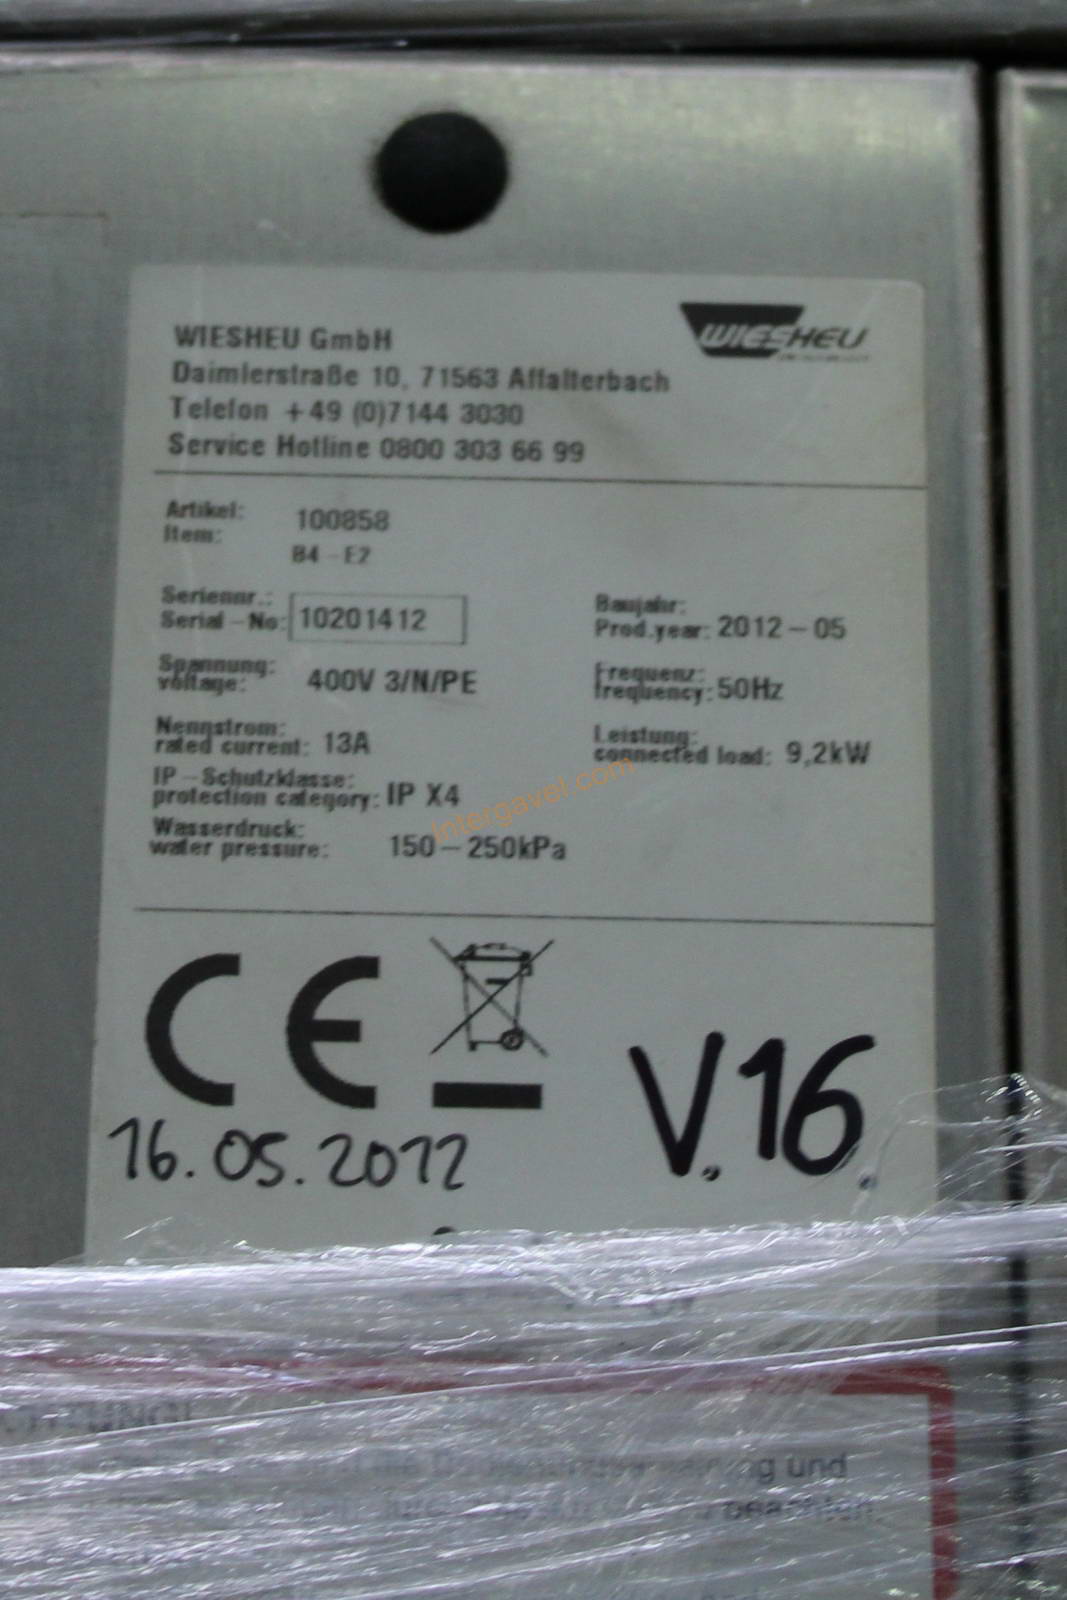 WIESHEU GmbH
WIESHEU
Daimlerstraße 10, 71563 Affalterbach
Telefon +49 (0)7144 3030
Service Hotline 0800 303 66 99
Artikel:
Item:
100858
B4 - E2
Seriennr.:
Serial - No:
10201412
Baujahr:
Prod.year: 2012 - 05
Spannung:
voltage: 400V 3/N/PE
Frequenz:
frequency: 50Hz
Nennstrom:
rated current: 13A
Leistung:
connected load: 9,2kW
IP - Schutzklasse:
protection category: IP X4
Intergavel.com
Wasserdruck:
water pressure: 150 - 250kPa
CE
16.05.2012
V.16.
und
beachten.